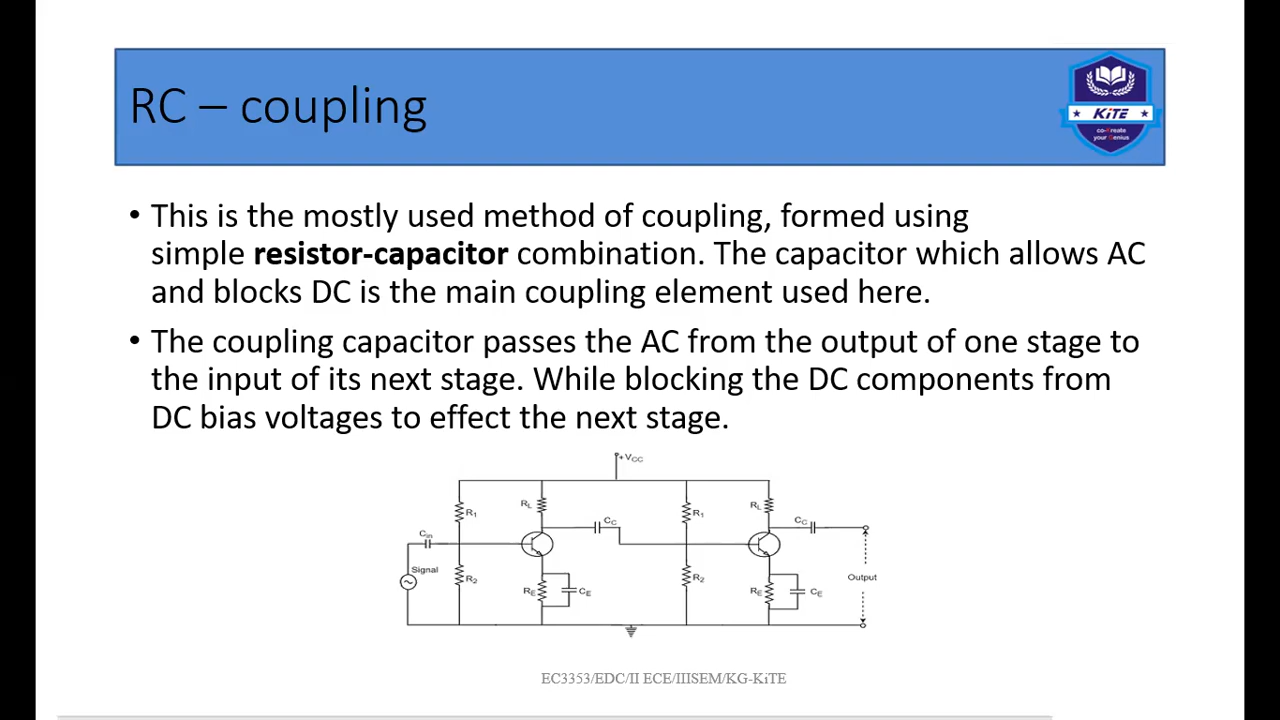 RC – coupling
KiTE
co-Kreate
your Genius
• This is the mostly used method of coupling, formed using
simple resistor-capacitor combination. The capacitor which allows AC
and blocks DC is the main coupling element used here.
• The coupling capacitor passes the AC from the output of one stage to
the input of its next stage. While blocking the DC components from
DC bias voltages to effect the next stage.
+VCC
R1 RL CC R1 RL CC
Cin
Signal
R2 RE CE R2 RE CE
Output
EC3353/EDC/II ECE/IIISEM/KG-KiTE